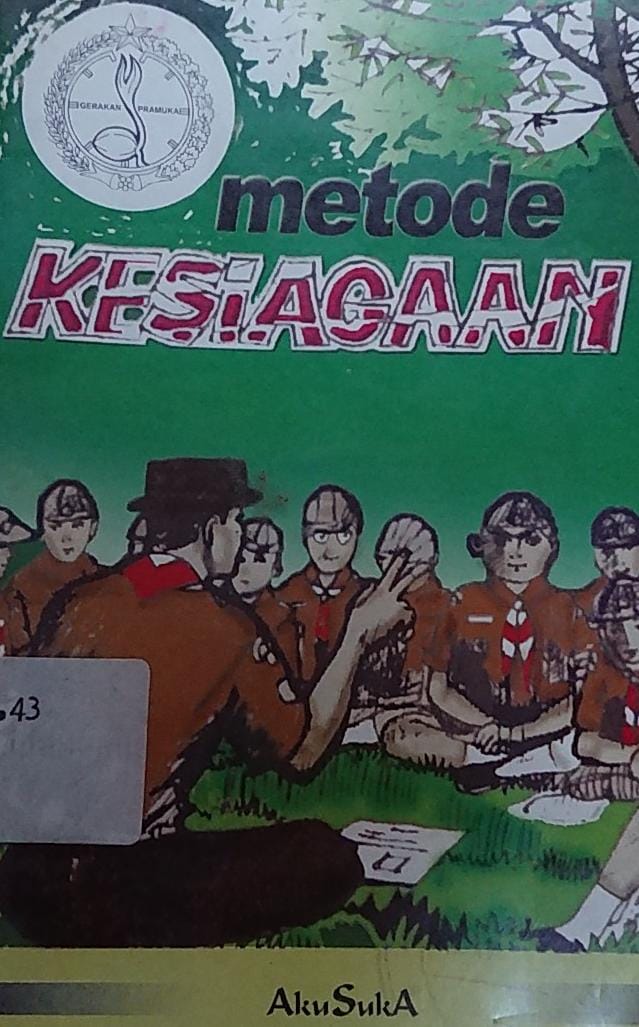 GERAKAN PRAMUKA
metode
KESiAGAAN
.43
AkuSukA